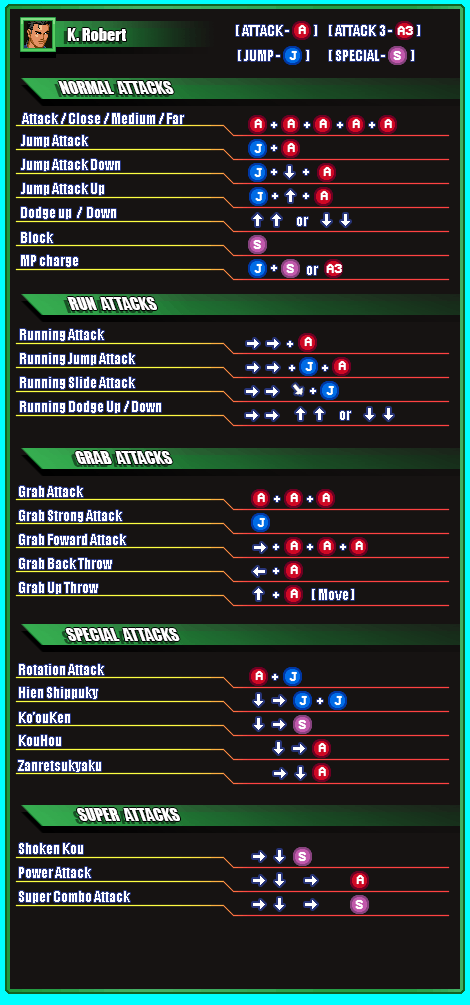 K. Robert [ ATTACK - A ] [ ATTACK 3 - A3 ]
[ JUMP - J ] [ SPECIAL - S ]
NORMAL ATTACKS
Attack / Close / Medium / Far A + A + A + A + A
Jump Attack J + A
Jump Attack Down J + ↓ + A
Jump Attack Up J + ↑ + A
Dodge up / Down ↑ ↑ or ↓ ↓
Block S
MP charge J + S or A3
RUN ATTACKS
Running Attack → → + A
Running Jump Attack → → + J + A
Running Slide Attack → → ↘ + J
Running Dodge Up / Down → → ↑ ↑ or ↓ ↓
GRAB ATTACKS
Grab Attack A + A + A
Grab Strong Attack J
Grab Foward Attack → + A + A + A
Grab Back Throw ← + A
Grab Up Throw ↑ + A [ Move ]
SPECIAL ATTACKS
Rotation Attack A + J
Hien Shippuky ↓ → J + J
Ko'ouKen ↓ → S
KouHou ↓ → A
Zanretsukyaku → ↓ A
SUPER ATTACKS
Shoken Kou → ↓ S
Power Attack → ↓ → A
Super Combo Attack → ↓ → S